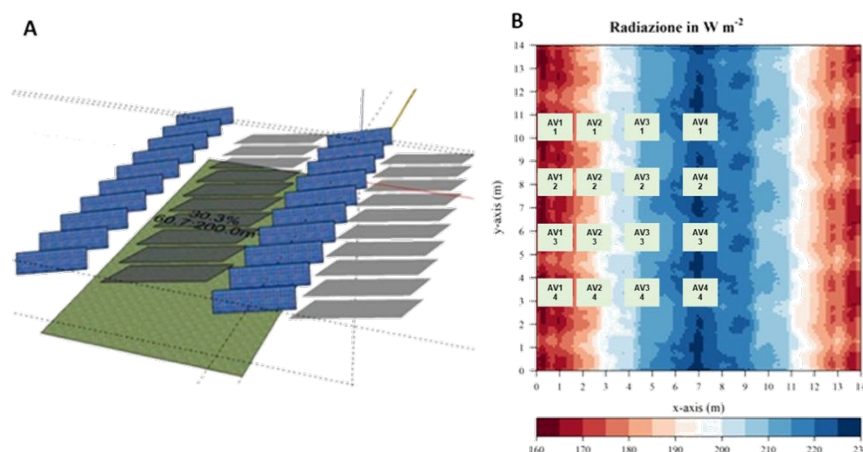 A
30.3%
60.7-200.0m²
B
Radiazione in W m⁻²
y-axis (m)
14
13
12
11
10
9
8
7
6
5
4
3
2
1
0
AV1 AV2 AV3 AV4
1 1 1 1
AV1 AV2 AV3 AV4
2 2 2 2
AV1 AV2 AV3 AV4
3 3 3 3
AV1 AV2 AV3 AV4
4 4 4 4
0 1 2 3 4 5 6 7 8 9 10 11 12 13 14
x-axis (m)
160 170 180 190 200 210 220 23